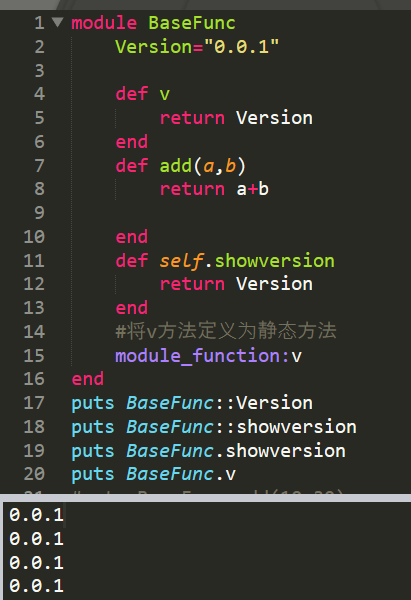 1 module BaseFunc
2 Version="0.0.1"
3
4 def v
5 return Version
6 end
7 def add(a,b)
8 return a+b
9
10 end
11 def self.showversion
12 return Version
13 end
14 #将v方法定义为静态方法
15 module_function:v
16 end
17 puts BaseFunc::Version
18 puts BaseFunc::showversion
19 puts BaseFunc.showversion
20 puts BaseFunc.v
0.0.1
0.0.1
0.0.1
0.0.1